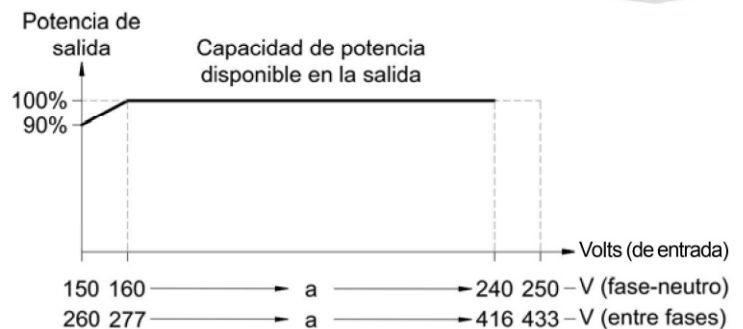 Potencia de
salida
Capacidad de potencia
disponible en la salida
100%
90%
Volts (de entrada)
150 160 a 240 250 V (fase-neutro)
260 277 a 416 433 V (entre fases)